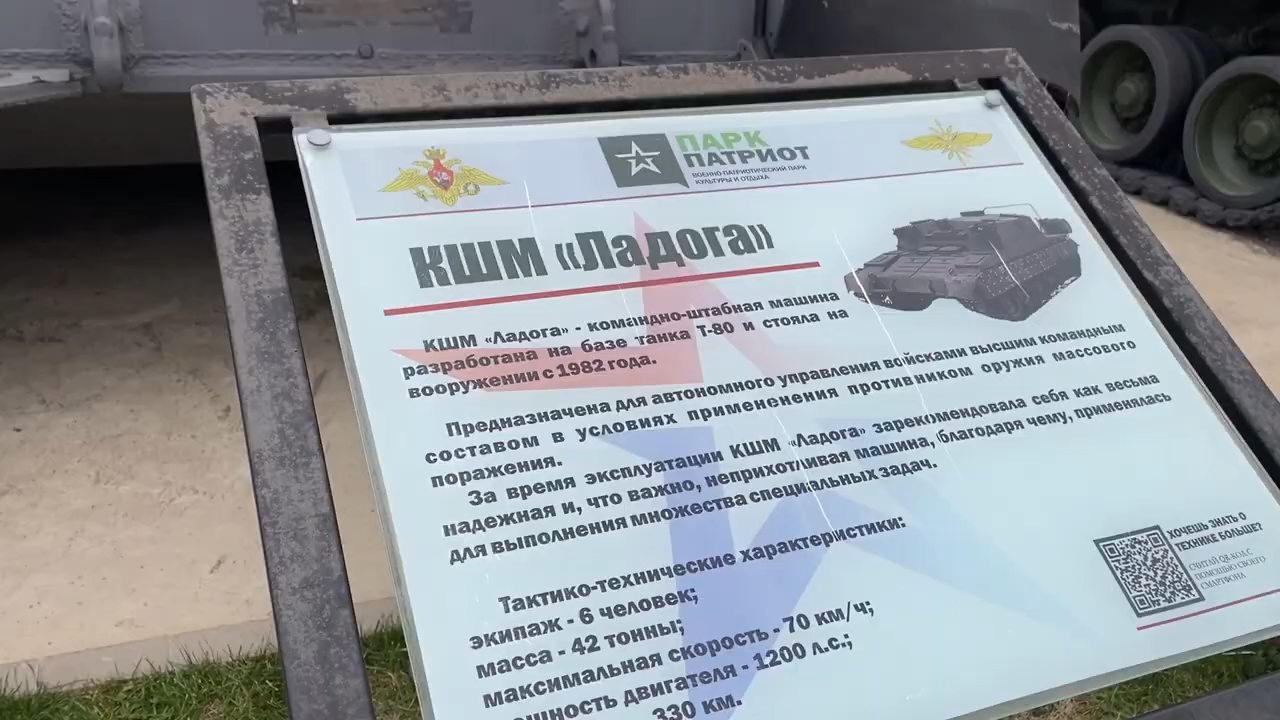 ПАРК
ПАТРИОТ
ВОЕННО-ПАТРИОТИЧЕСКИЙ ПАРК
КУЛЬТУРЫ И ОТДЫХА
КШМ «Ладога»
КШМ «Ладога» - командно-штабная машина
разработана на базе танка Т-80 и стояла на
вооружении с 1982 года.
Предназначена для автономного управления войсками высшим командным
составом в условиях применения противником оружия массового
поражения.
За время эксплуатации КШМ «Ладога» зарекомендовала себя как весьма
надежная и, что важно, неприхотливая машина, благодаря чему, применялась
для выполнения множества специальных задач.
Тактико-технические характеристики:
экипаж - 6 человек;
масса - 42 тонны;
максимальная скорость - 70 км/ч;
двигателя - 1200 л.с.;
330 км.
ХОЧЕШЬ ЗНАТЬ О
ТЕХНИКЕ БОЛЬШЕ?
СЧИТАЙ QR-КОД С
ПОМОЩЬЮ СВОЕГО
СМАРТФОНА